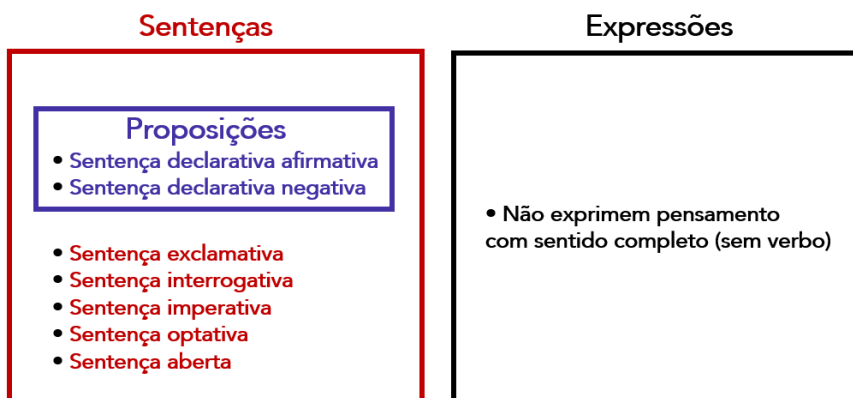 Sentenças
Proposições
• Sentença declarativa afirmativa
• Sentença declarativa negativa
• Sentença exclamativa
• Sentença interrogativa
• Sentença imperativa
• Sentença optativa
• Sentença aberta
Expressões
• Não exprimem pensamento
com sentido completo (sem verbo)